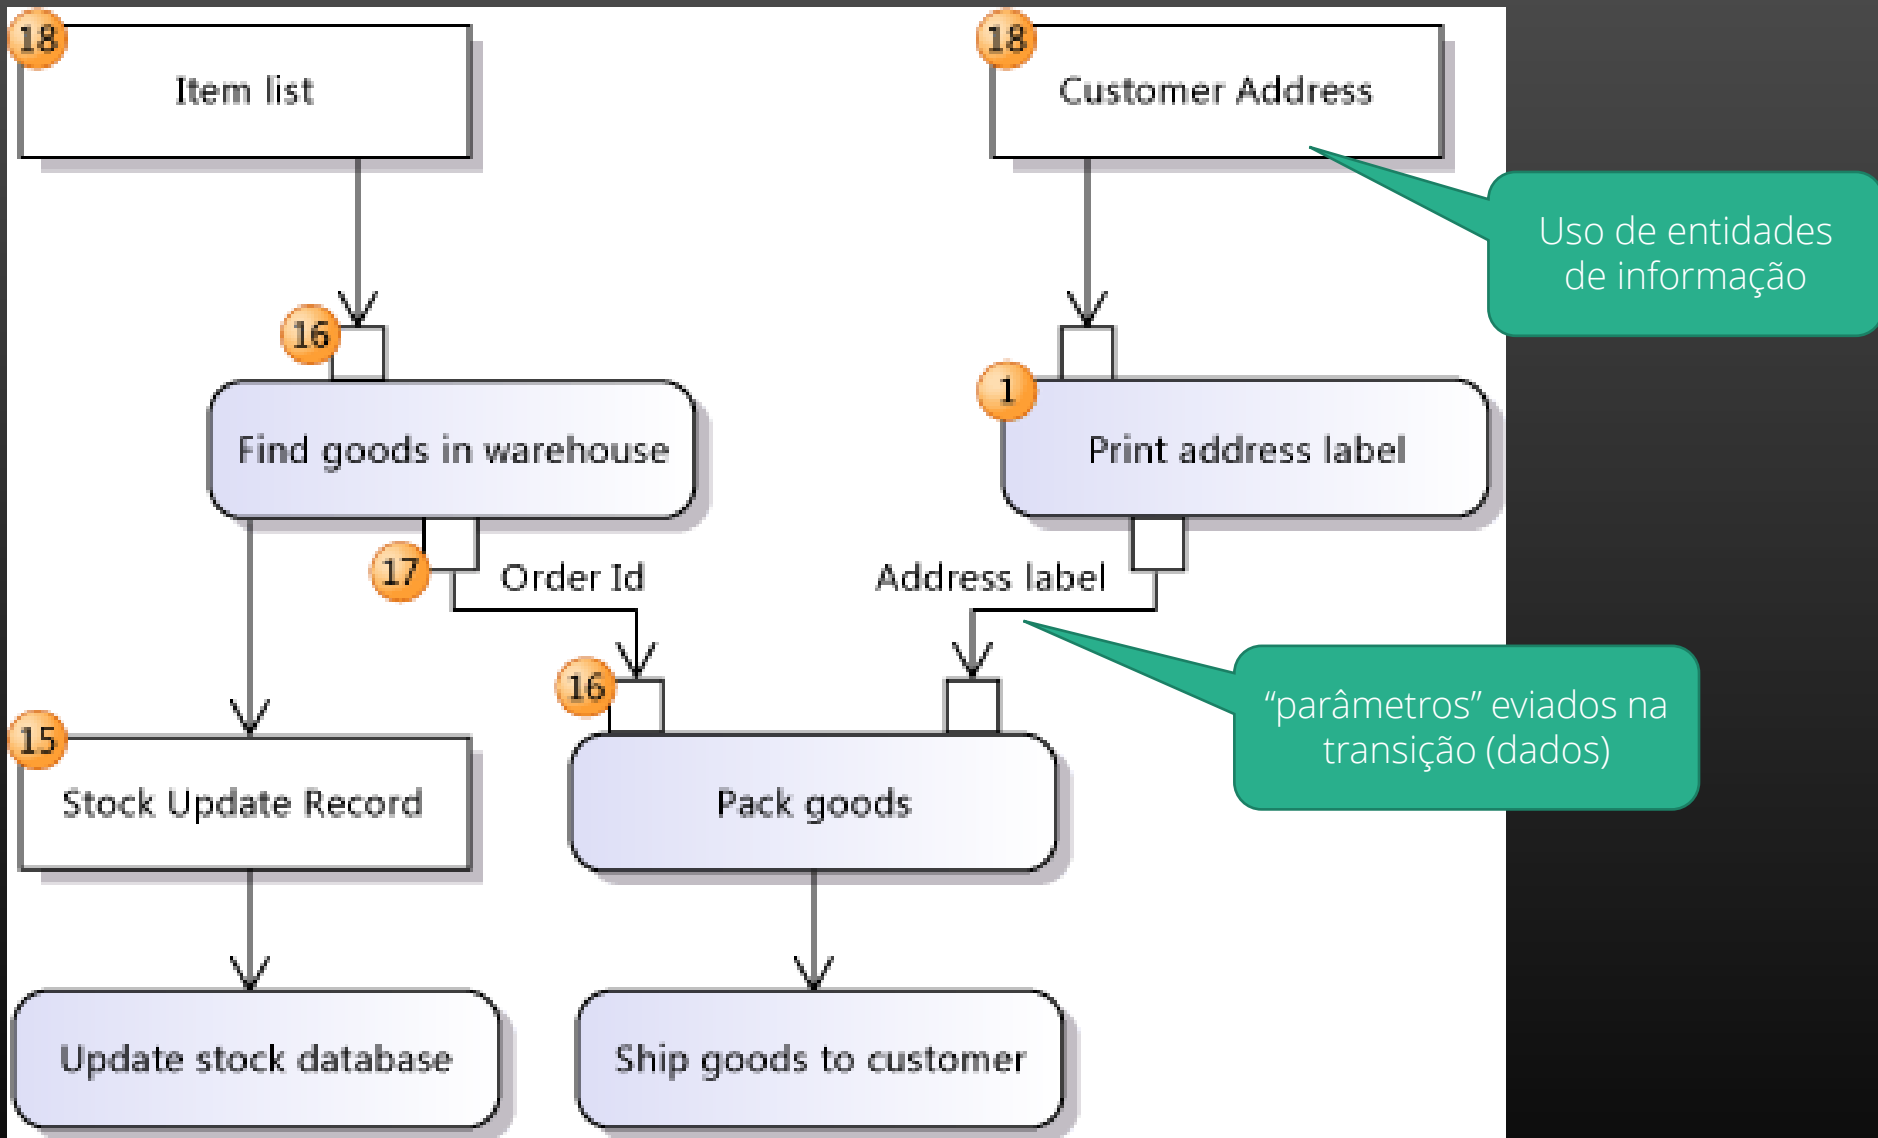 18
Item list
18
Customer Address
Uso de entidades
de informação
16
1
Find goods in warehouse
Print address label
17
Order Id
Address label
16
“parâmetros” eviados na
transição (dados)
15
Stock Update Record
Pack goods
Update stock database
Ship goods to customer